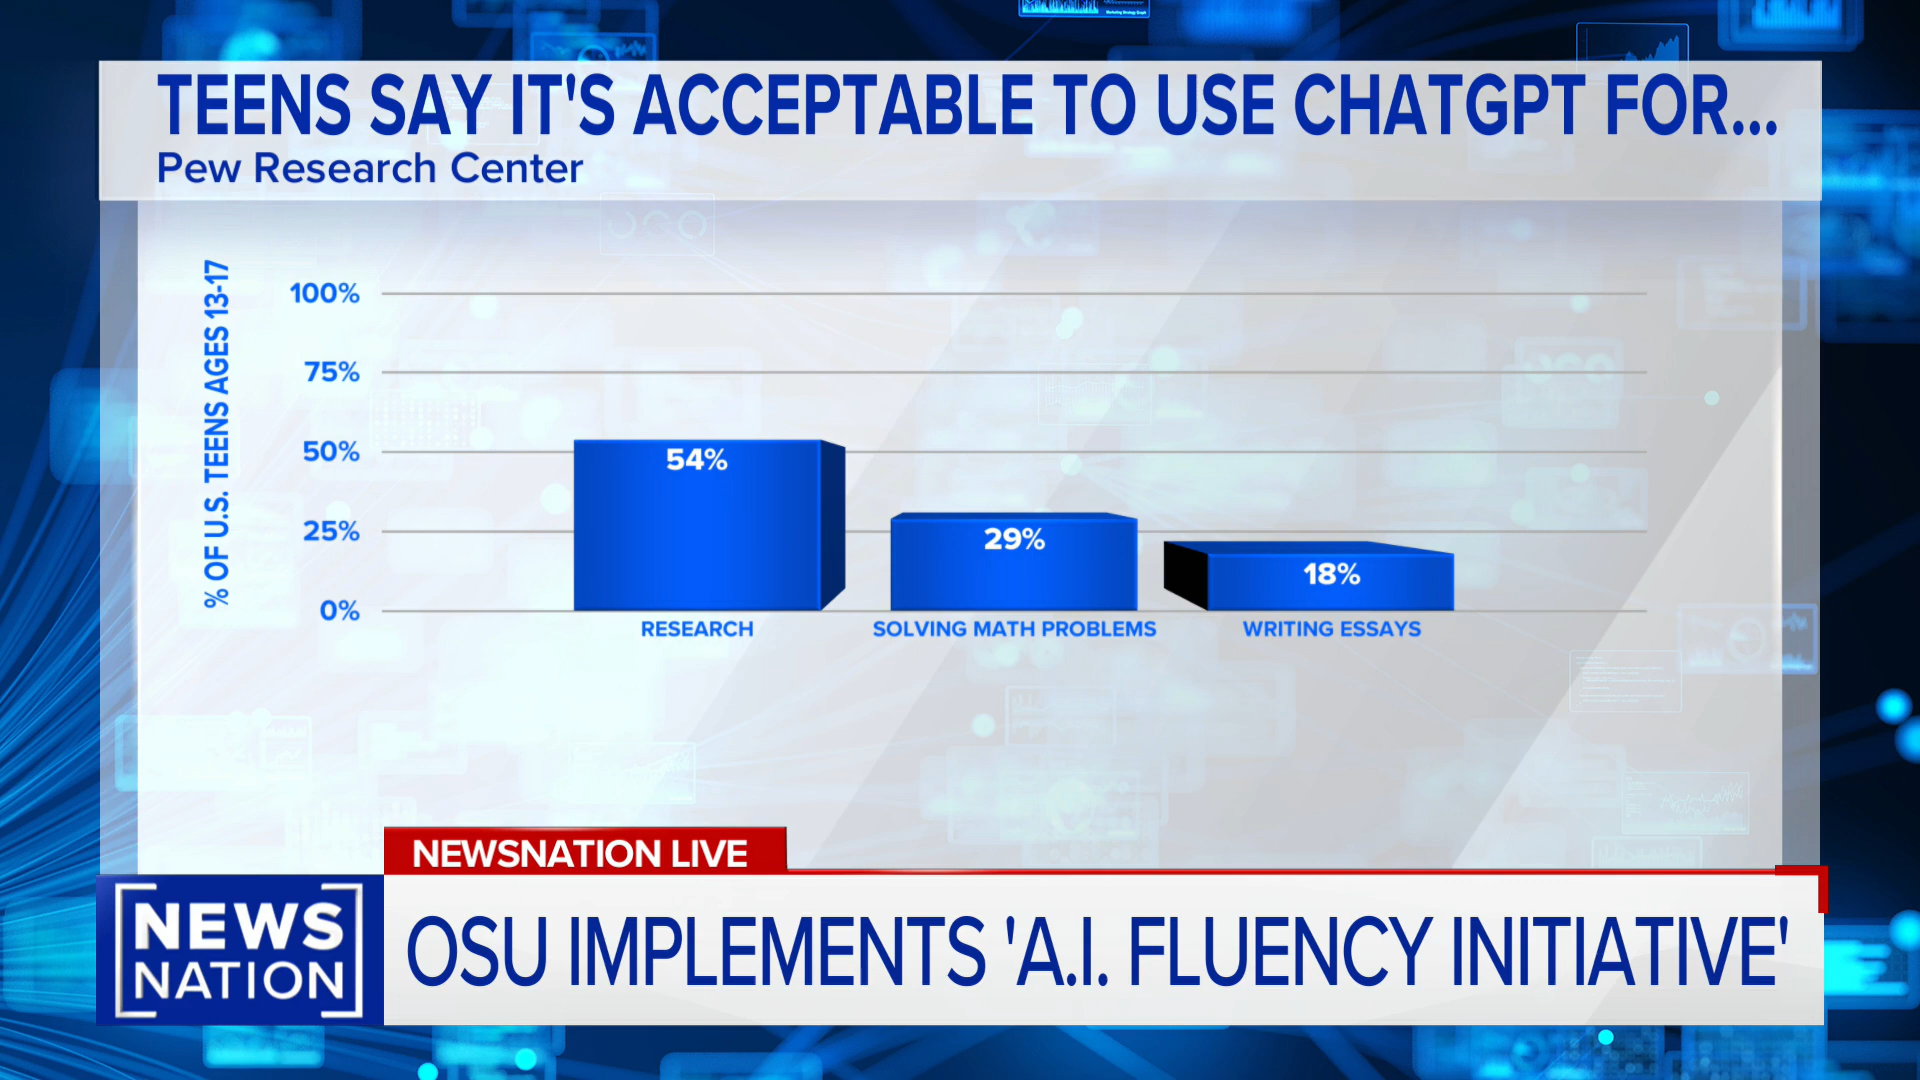 TEENS SAY IT'S ACCEPTABLE TO USE CHATGPT FOR...
Pew Research Center
% OF U.S. TEENS AGES 13-17
100%
75%
50%
25%
0%
54%
29%
18%
RESEARCH
SOLVING MATH PROBLEMS
WRITING ESSAYS
NEWSNATION LIVE
NEWS
NATION
OSU IMPLEMENTS 'A.I. FLUENCY INITIATIVE'